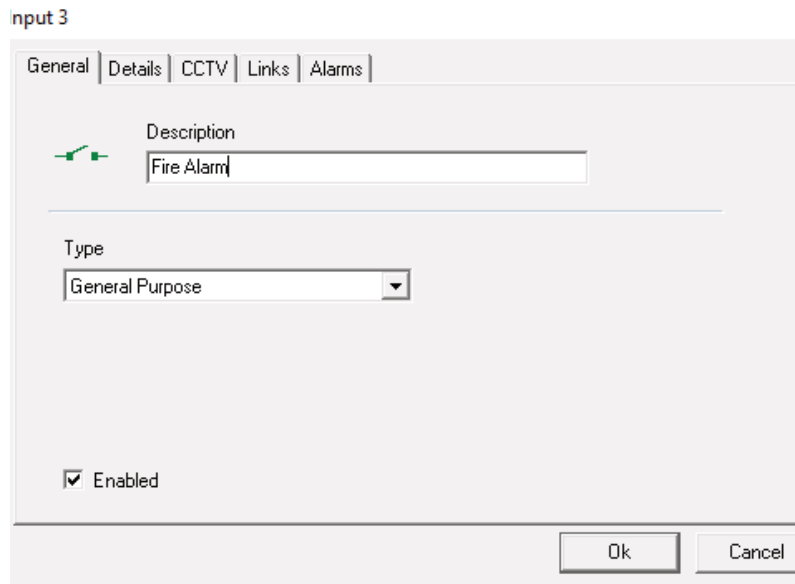 nput 3
General Details CCTV Links Alarms
Description
Fire Alarm
Type
General Purpose
Enabled
Ok Cancel